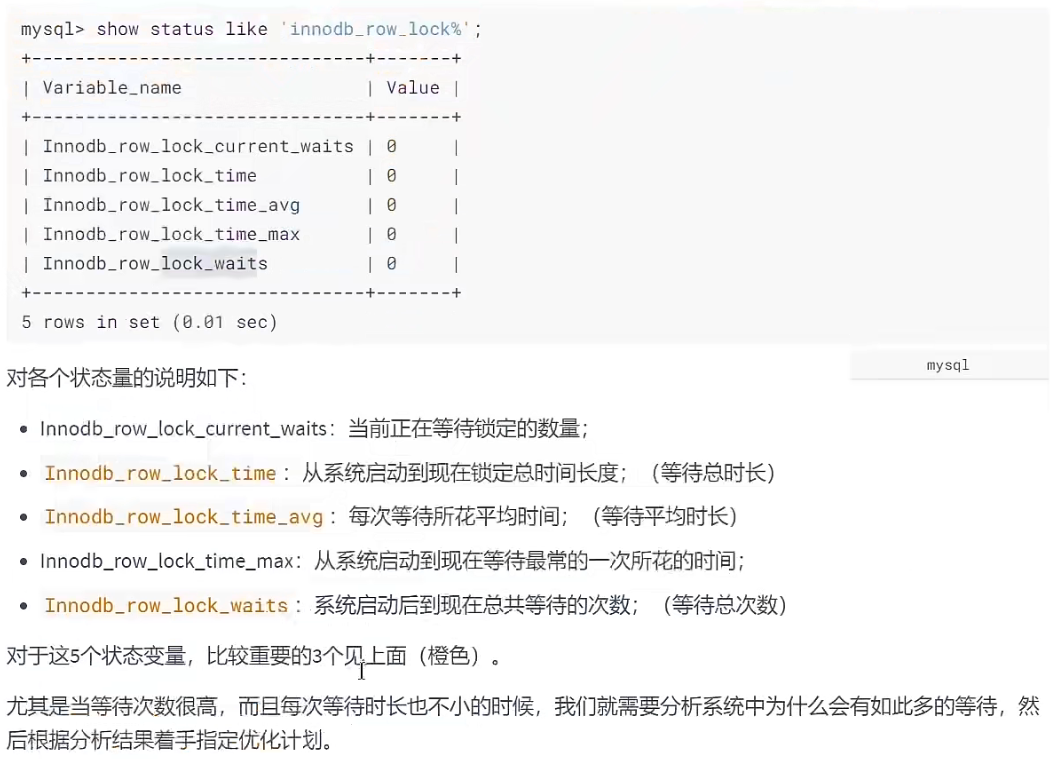 mysql> show status like 'innodb_row_lock%';
+-------------------------------+-------+
| Variable_name                 | Value |
+-------------------------------+-------+
| Innodb_row_lock_current_waits | 0     |
| Innodb_row_lock_time          | 0     |
| Innodb_row_lock_time_avg      | 0     |
| Innodb_row_lock_time_max      | 0     |
| Innodb_row_lock_waits         | 0     |
+-------------------------------+-------+
5 rows in set (0.01 sec)
mysql
对各个状态量的说明如下：
• Innodb_row_lock_current_waits：当前正在等待锁定的数量；
• Innodb_row_lock_time ：从系统启动到现在锁定总时间长度；（等待总时长）
• Innodb_row_lock_time_avg ：每次等待所花平均时间；（等待平均时长）
• Innodb_row_lock_time_max：从系统启动到现在等待最常的一次所花的时间；
• Innodb_row_lock_waits ：系统启动后到现在总共等待的次数；（等待总次数）
对于这5个状态变量，比较重要的3个见上面（橙色）。
尤其是当等待次数很高，而且每次等待时长也不小的时候，我们就需要分析系统中为什么会有如此多的等待，然
后根据分析结果着手指定优化计划。